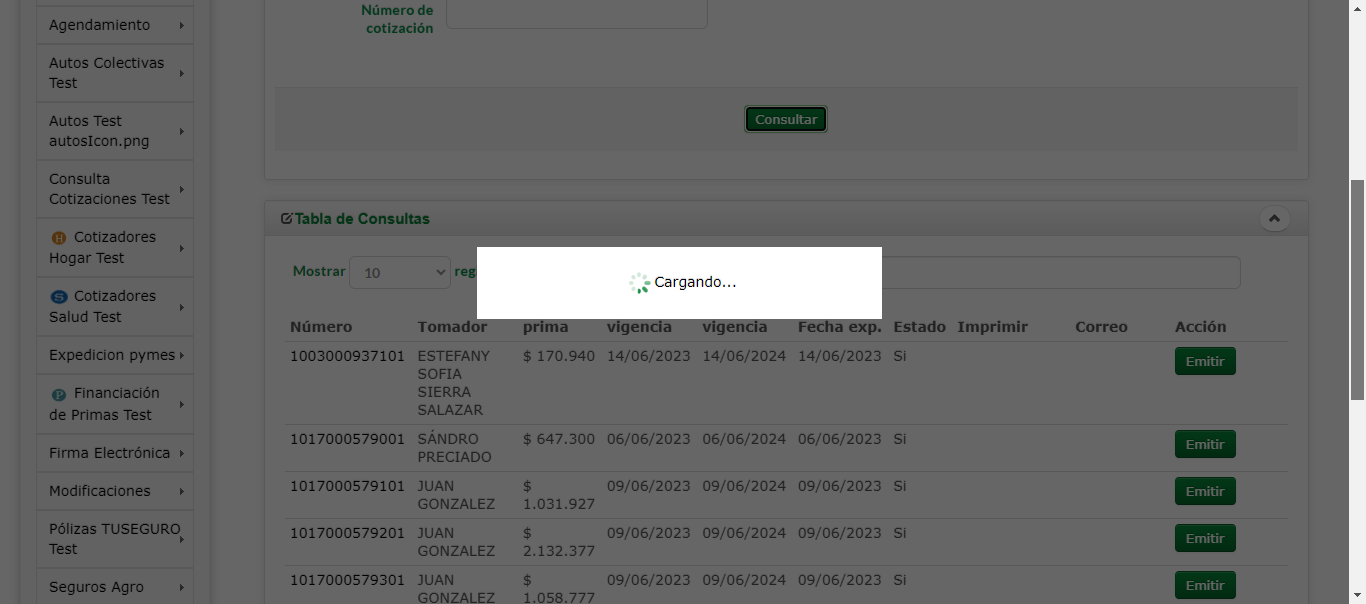 Número de
cotización
Agendamiento
Autos Colectivas
Test
Autos Test
autosIcon.png
Consulta
Cotizaciones Test
H Cotizadores
Hogar Test
S Cotizadores
Salud Test
Expedicion pymes
P Financiación
de Primas Test
Firma Electrónica
Modificaciones
Pólizas TUSEGURO
Test
Seguros Agro
Consultar
Tabla de Consultas
Mostrar 10 reg
Cargando...
Número Tomador prima vigencia vigencia Fecha exp. Estado Imprimir Correo Acción
1003000937101 ESTEFANY $ 170.940 14/06/2023 14/06/2024 14/06/2023 Si Emitir
SOFIA
SIERRA
SALAZAR
1017000579001 SÁNDRO $ 647.300 06/06/2023 06/06/2024 06/06/2023 Si Emitir
PRECIADO
1017000579101 JUAN $ 09/06/2023 09/06/2024 09/06/2023 Si Emitir
GONZALEZ 1.031.927
1017000579201 JUAN $ 09/06/2023 09/06/2024 09/06/2023 Si Emitir
GONZALEZ 2.132.377
1017000579301 JUAN $ 09/06/2023 09/06/2024 09/06/2023 Si Emitir
GONZALEZ 1.058.777